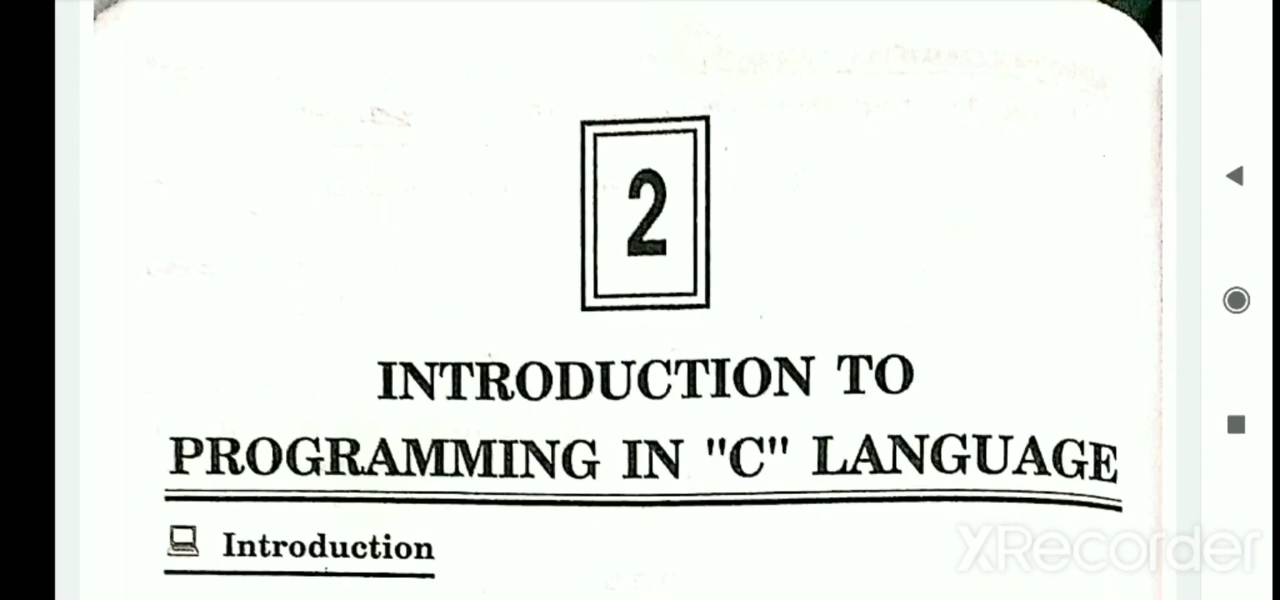 2
INTRODUCTION TO
PROGRAMMING IN "C" LANGUAGE
Introduction
XRecorder